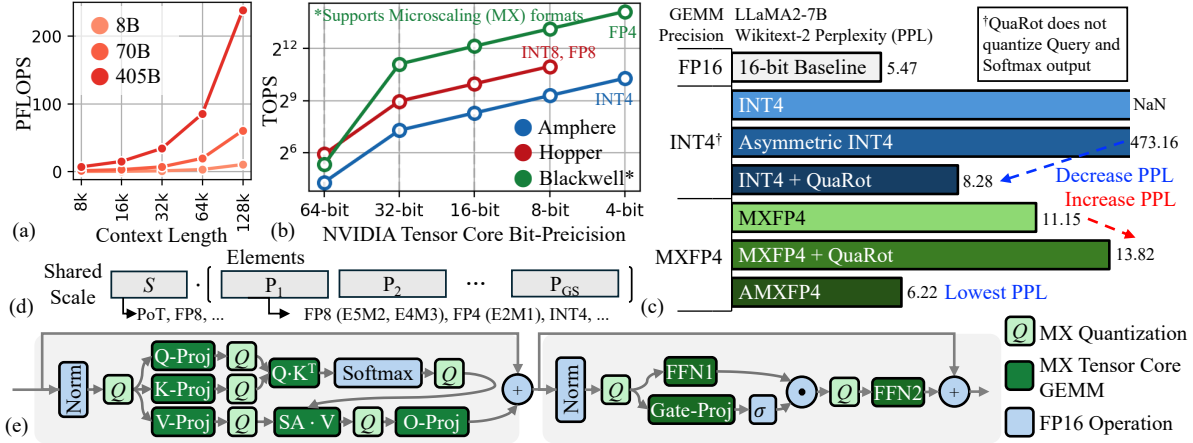 8B
70B
405B
PFLOPS
200
100
0
8k
16k
32k
64k
128k
Context Length
(a)
*Supports Microscaling (MX) formats
FP4
INT8, FP8
INT4
TOPS
2^12
2^9
2^6
Amphere
Hopper
Blackwell*
64-bit
32-bit
16-bit
8-bit
4-bit
NVIDIA Tensor Core Bit-Preicision
(b)
GEMM LLaMA2-7B
Precision Wikitext-2 Perplexity (PPL)
†QuaRot does not
quantize Query and
Softmax output
FP16 16-bit Baseline 5.47
INT4 NaN
INT4† Asymmetric INT4 473.16
INT4 + QuaRot 8.28
Decrease PPL
Increase PPL
MXFP4 11.15
MXFP4 MXFP4 + QuaRot 13.82
AMXFP4 6.22 Lowest PPL
(c)
Shared
Scale
Elements
S · P1 P2 ... PGS
PoT, FP8, ...
FP8 (E5M2, E4M3), FP4 (E2M1), INT4, ...
(d)
Norm
Q
Q-Proj Q
K-Proj Q
V-Proj Q
Q·K^T
Softmax
Q
SA · V
Q
O-Proj
+
Norm
Q
FFN1
Gate-Proj
σ
Q
FFN2
+
(e)
Q MX Quantization
MX Tensor Core
GEMM
FP16 Operation